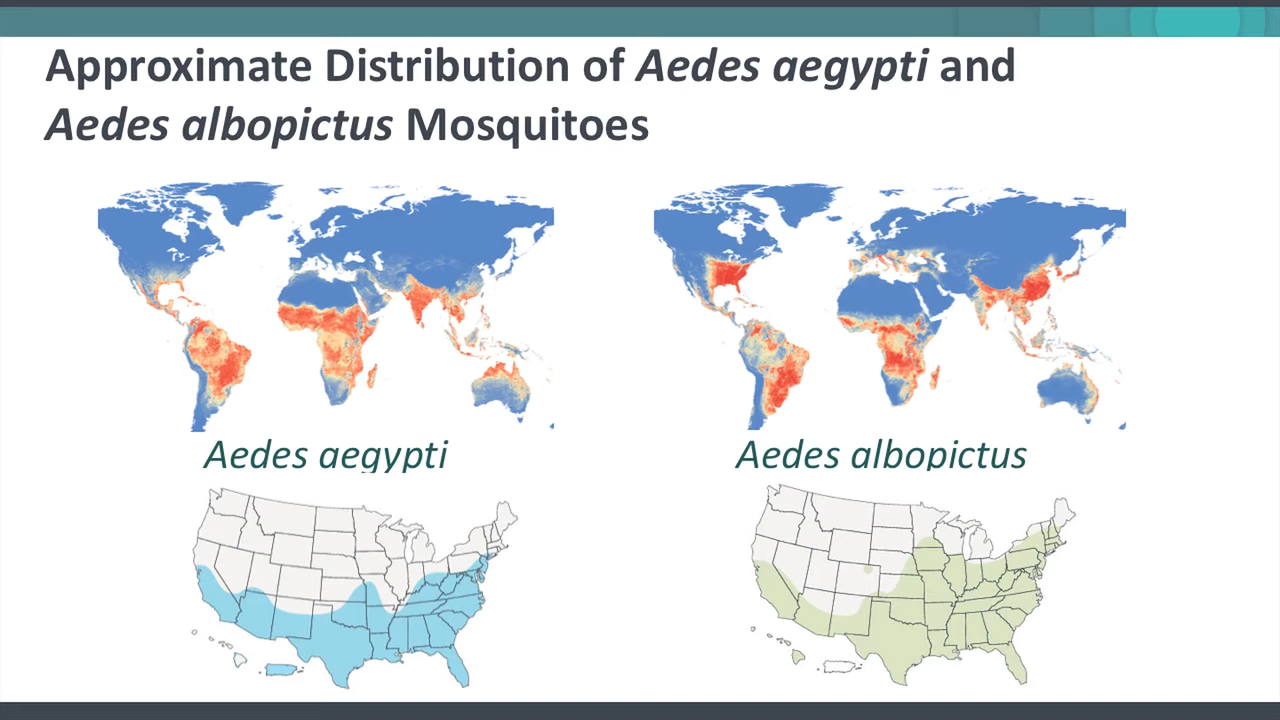 Approximate Distribution of Aedes aegypti and
Aedes albopictus Mosquitoes
Aedes aegypti
Aedes albopictus